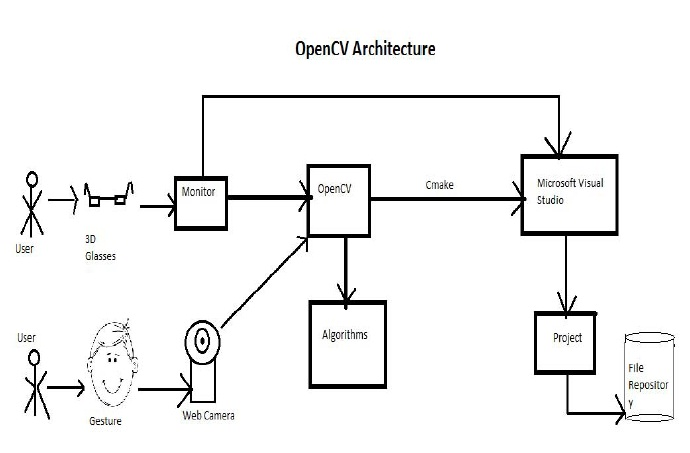 OpenCV Architecture
Monitor
OpenCV
Cmake
Microsoft Visual
Studio
User
3D
Glasses
User
Gesture
Web Camera
Algorithms
Project
File
Repositor
y